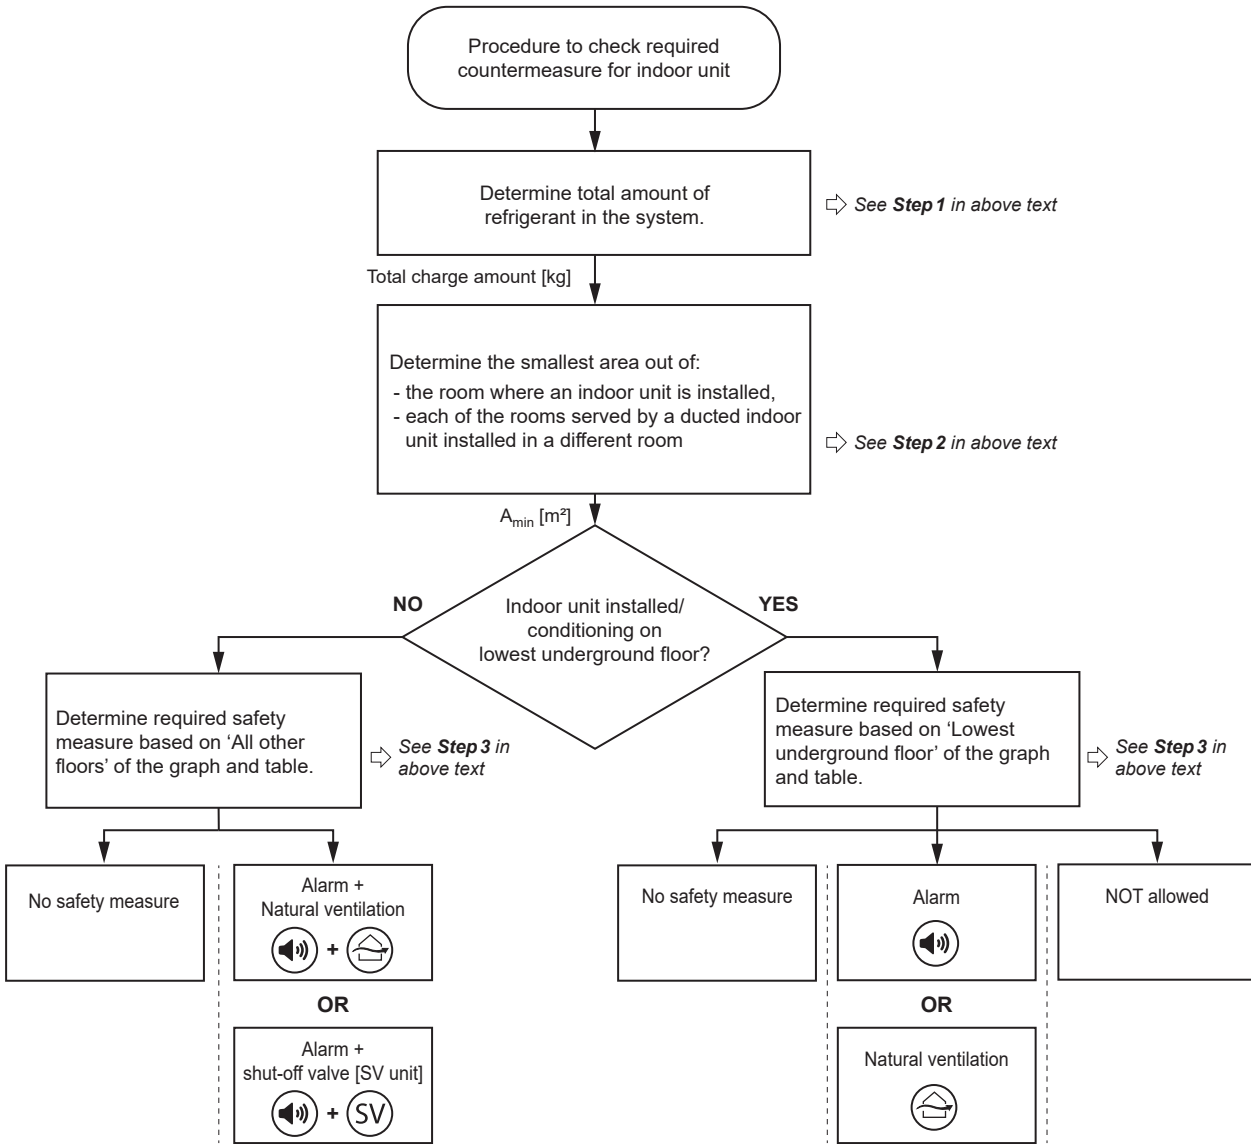 Procedure to check required
countermeasure for indoor unit
Determine total amount of
refrigerant in the system.
See Step 1 in above text
Total charge amount [kg]
Determine the smallest area out of:
- the room where an indoor unit is installed,
- each of the rooms served by a ducted indoor
unit installed in a different room
See Step 2 in above text
Amin [m²]
NO
Indoor unit installed/
conditioning on
lowest underground floor?
YES
Determine required safety
measure based on ‘All other
floors’ of the graph and table.
See Step 3 in
above text
Determine required safety
measure based on ‘Lowest
underground floor’ of the graph
and table.
See Step 3 in
above text
No safety measure
Alarm +
Natural ventilation
+
OR
Alarm +
shut-off valve [SV unit]
+ SV
No safety measure
Alarm
OR
Natural ventilation
NOT allowed